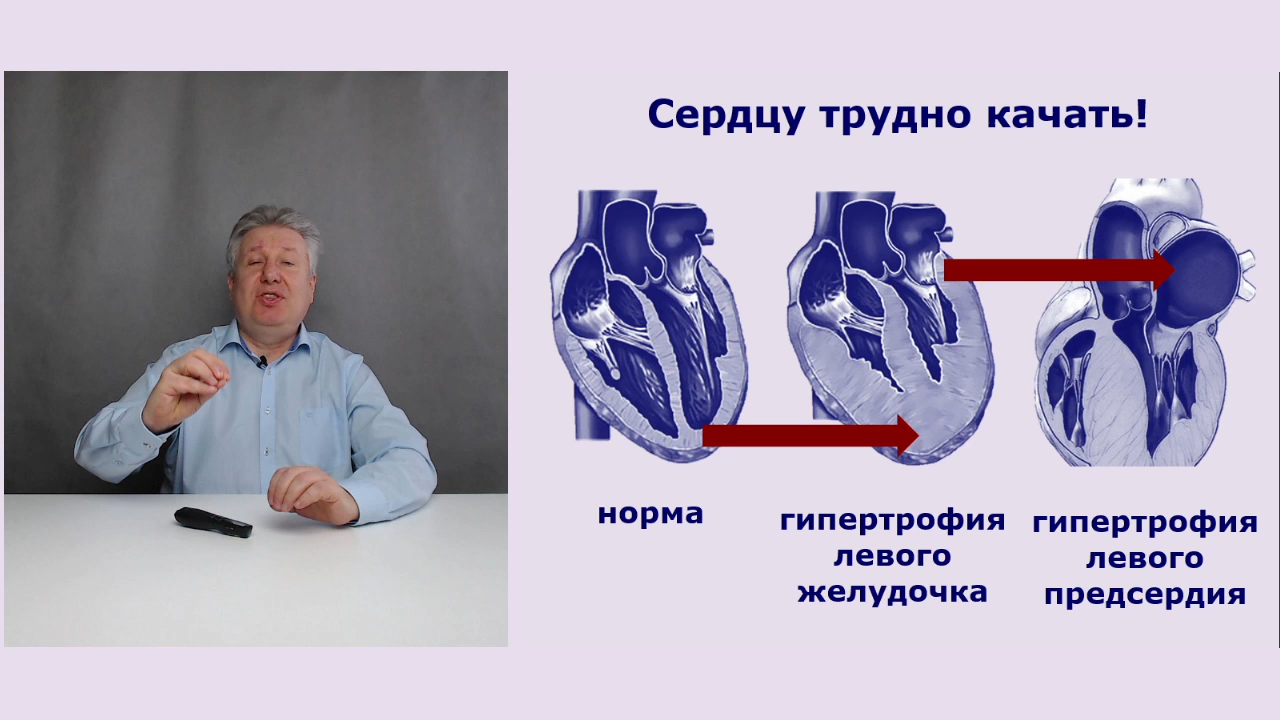 Сердцу трудно качать!
норма
гипертрофия
левого
желудочка
гипертрофия
левого
предсердия